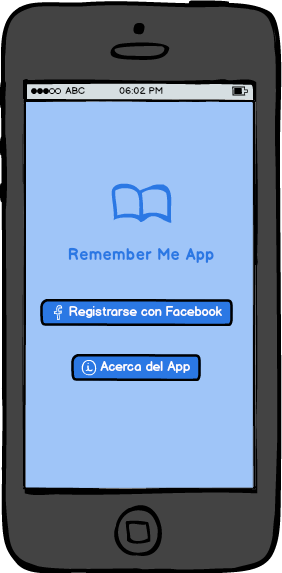 ABC 06:02 PM
Remember Me App
Registrarse con Facebook
Acerca del App